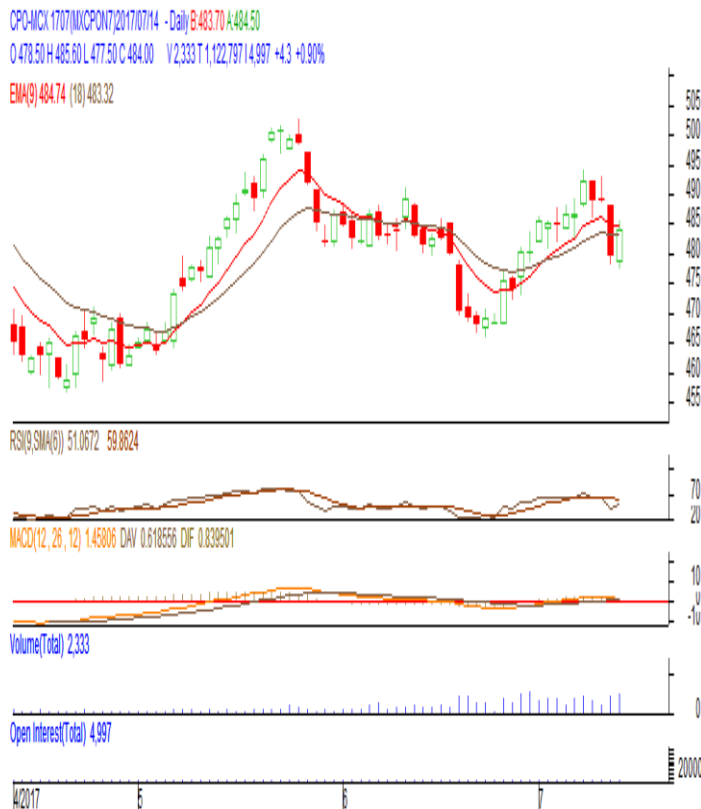 CPO-MCX 1707(MXCPON7)2017/07/14 - Daily B:483.70 A:484.50
O 478.50 H 485.60 L 477.50 C 484.00 V 2,333 T 1,122,797 I 4,997 +4.3 +0.90%
EMA(9) 484.74 (18) 483.32
505
500
495
490
485
480
475
470
465
460
455
RSI(9,SMA(6)) 51.0672 59.8624
70
20
MACD(12, 26, 12) 1.45806 DAV 0.618556 DIF 0.839501
10
0
-10
Volume(Total) 2,333
0
Open Interest(Total) 4,997
20000
4/2017 5 6 7